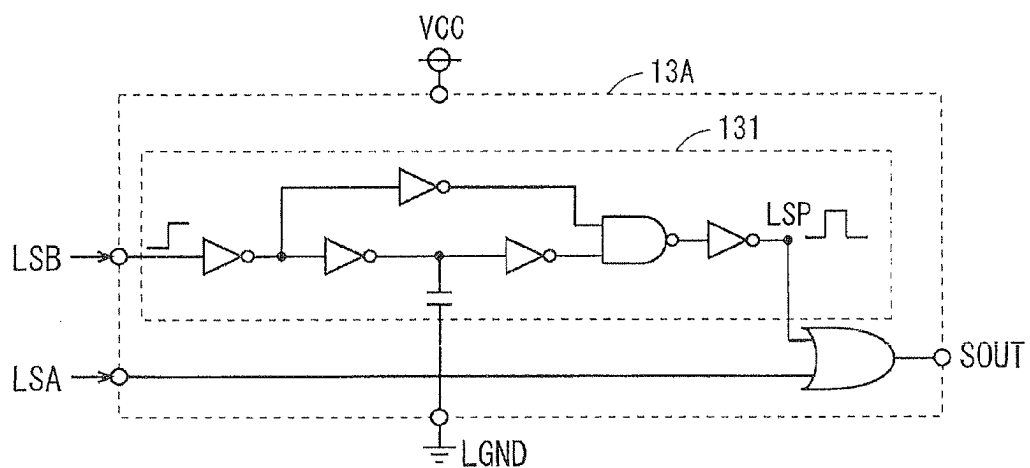 VCC
13A
131
LSP
LSB
LSA
SOUT
LGND